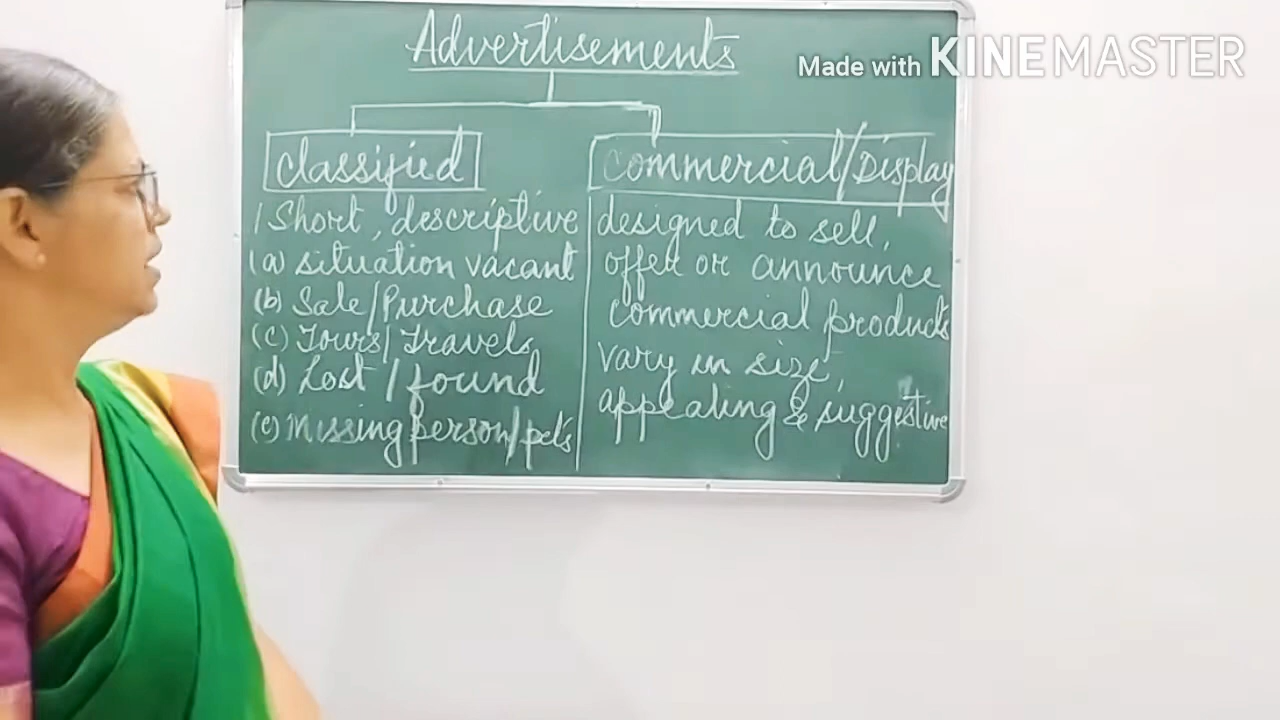 Advertisements
Made with KINEMASTER
Classified
Short, descriptive
(a) situation vacant
(b) Sale/Purchase
(c) Tours/Travels
(d) Lost/found
(e) Missing person/pets
Commercial/Display
designed to sell,
offer or announce
commercial products
vary in size,
appealing & suggestive